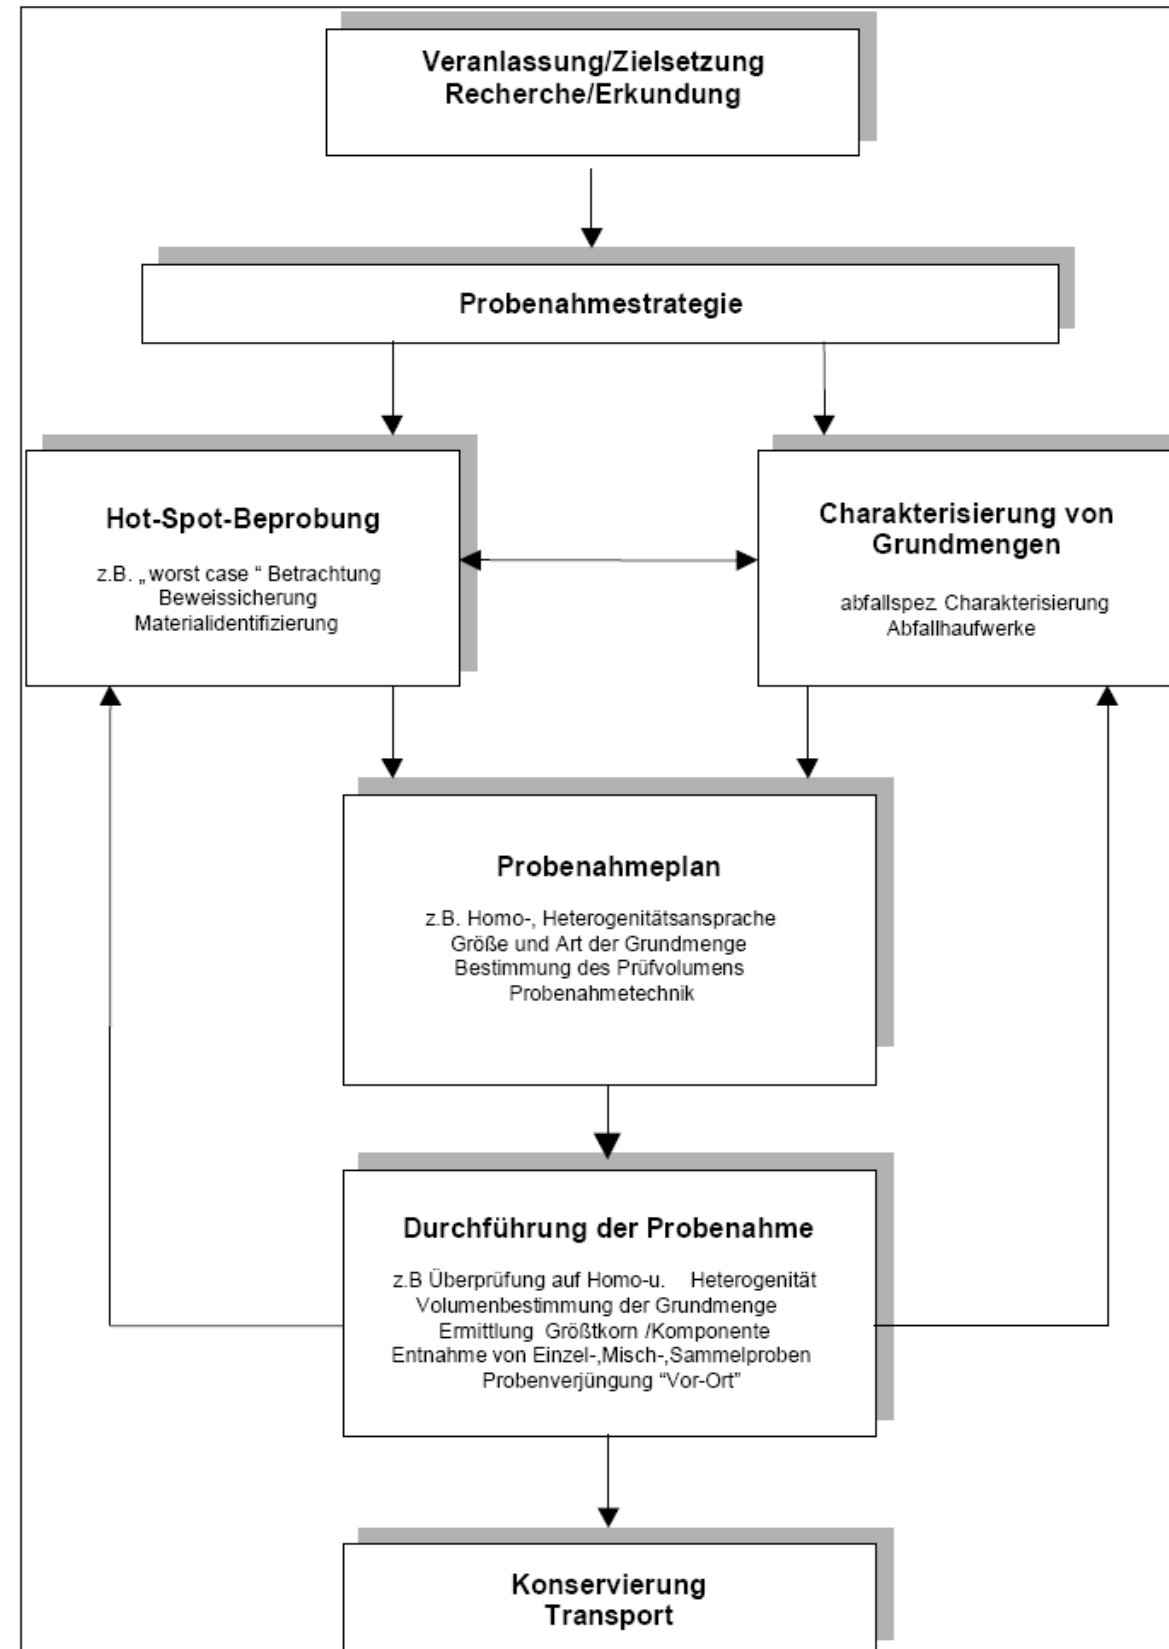 Veranlassung/Zielsetzung
Recherche/Erkundung
Probenahmestrategie
Hot-Spot-Beprobung
z.B. „worst case “ Betrachtung
Beweissicherung
Materialidentifizierung
Charakterisierung von
Grundmengen
abfallspez. Charakterisierung
Abfallhaufwerke
Probenahmeplan
z.B. Homo-, Heterogenitätsansprache
Größe und Art der Grundmenge
Bestimmung des Prüfvolumens
Probenahmetechnik
Durchführung der Probenahme
z.B Überprüfung auf Homo-u. Heterogenität
Volumenbestimmung der Grundmenge
Ermittlung Größtkorn /Komponente
Entnahme von Einzel-,Misch-,Sammelproben
Probenverjüngung “Vor-Ort”
Konservierung
Transport